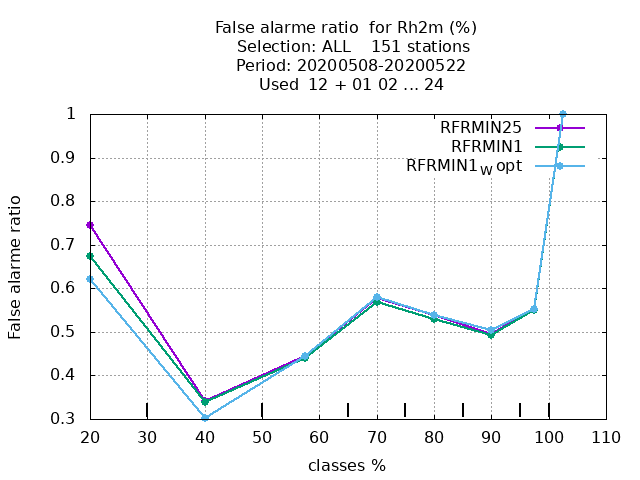 False alarme ratio  for Rh2m (%)
Selection: ALL    151 stations
Period: 20200508-20200522
Used  12 + 01 02 ... 24
1
0.9
0.8
0.7
0.6
0.5
0.4
0.3
False alarme ratio
RFRMIN25
RFRMIN1
RFRMIN1W opt
20 30 40 50 60 70 80 90 100 110
classes %